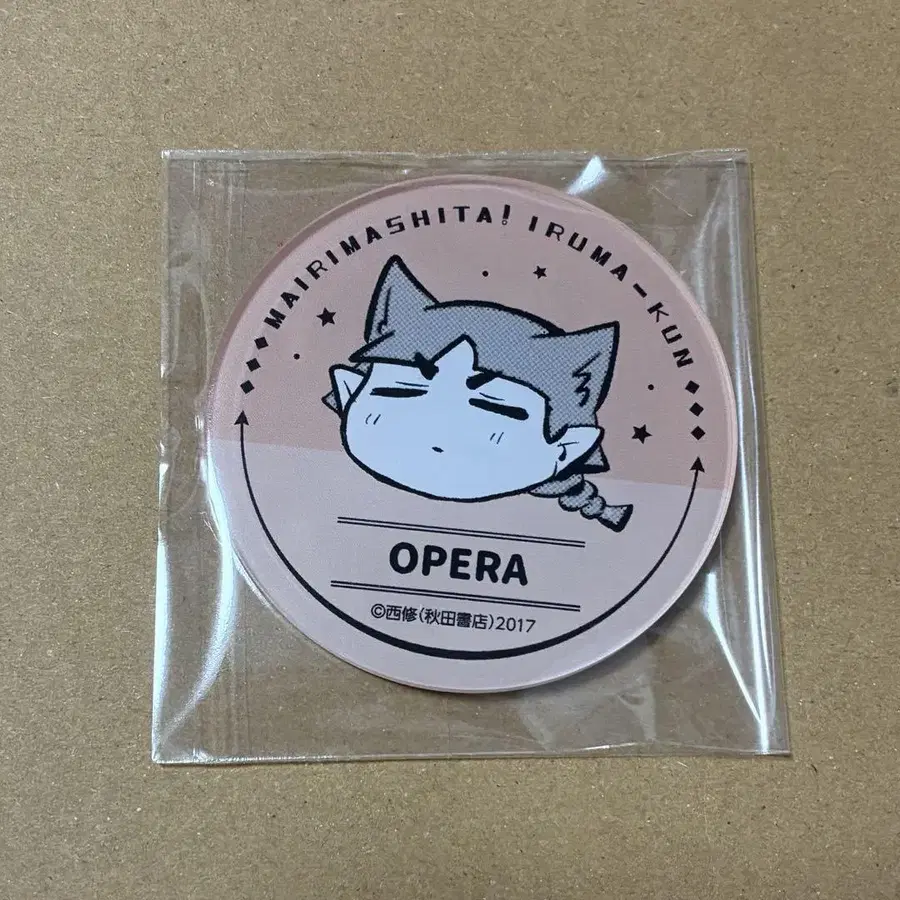 MAIRIMASHITA! IRUMA-KUN
OPERA
©西修(秋田書店)2017